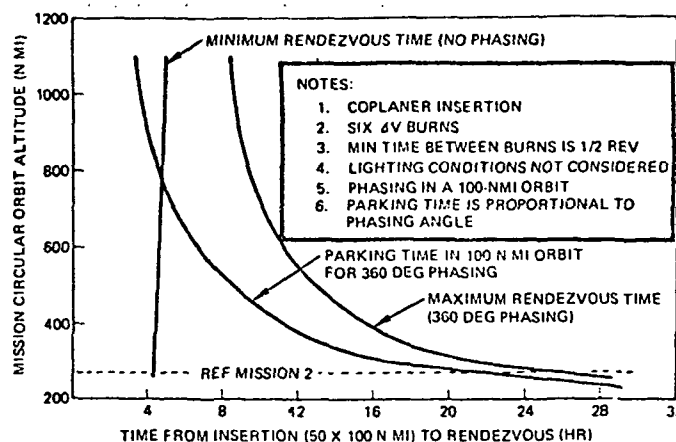 1200
1000
800
600
400
200
MISSION CIRCULAR ORBIT ALTITUDE (N MI)
MINIMUM RENDEZVOUS TIME (NO PHASING)
NOTES:
1. COPLANER INSERTION
2. SIX ΔV BURNS
3. MIN TIME BETWEEN BURNS IS 1/2 REV
4. LIGHTING CONDITIONS NOT CONSIDERED
5. PHASING IN A 100-NMI ORBIT
6. PARKING TIME IS PROPORTIONAL TO
PHASING ANGLE
PARKING TIME IN 100 N MI ORBIT
FOR 360 DEG PHASING
MAXIMUM RENDEZVOUS TIME
(360 DEG PHASING)
REF MISSION 2
4 8 12 16 20 24 28
TIME FROM INSERTION (50 X 100 N MI) TO RENDEZVOUS (HR)